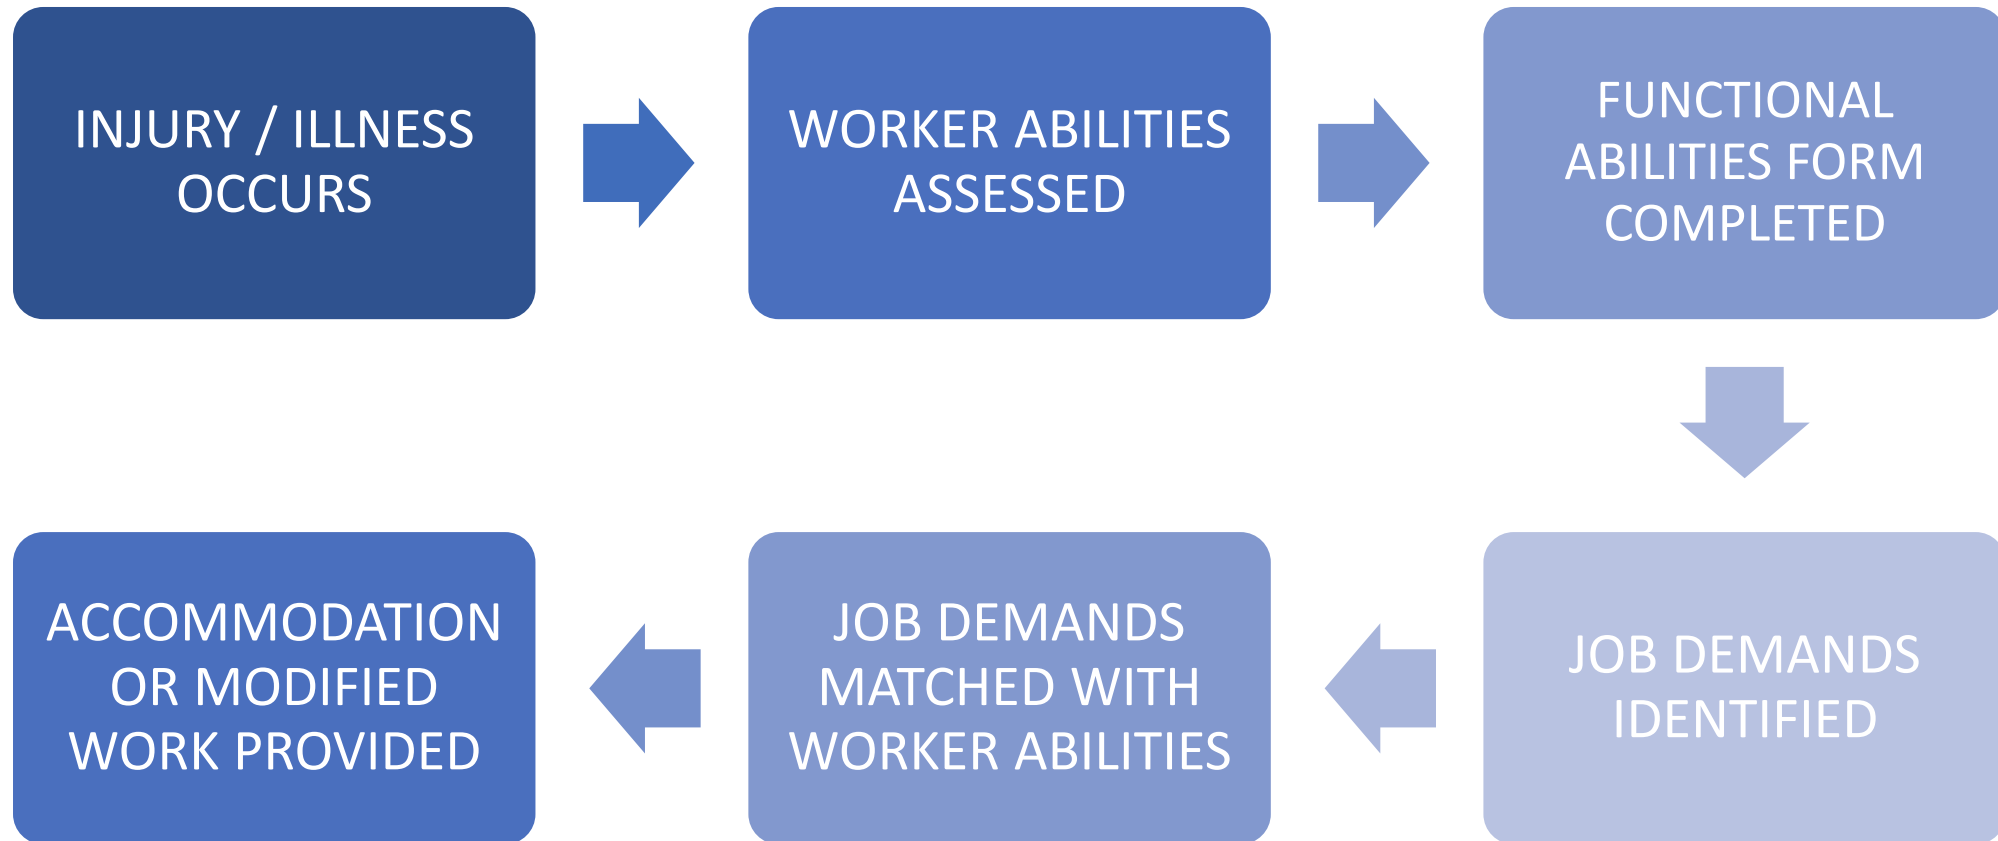 INJURY / ILLNESS
OCCURS
WORKER ABILITIES
ASSESSED
FUNCTIONAL
ABILITIES FORM
COMPLETED
JOB DEMANDS
IDENTIFIED
JOB DEMANDS
MATCHED WITH
WORKER ABILITIES
ACCOMMODATION
OR MODIFIED
WORK PROVIDED